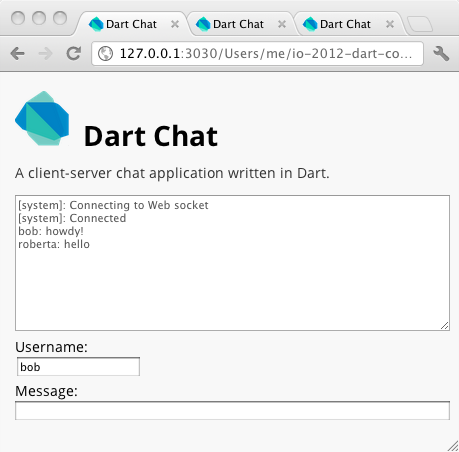 Dart Chat
Dart Chat
Dart Chat
127.0.0.1:3030/Users/me/io-2012-dart-co...
Dart Chat
A client-server chat application written in Dart.
[system]: Connecting to Web socket
[system]: Connected
bob: howdy!
roberta: hello
Username:
bob
Message: